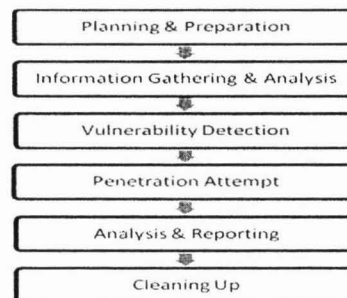 Planning & Preparation
Information Gathering & Analysis
Vulnerability Detection
Penetration Attempt
Analysis & Reporting
Cleaning Up